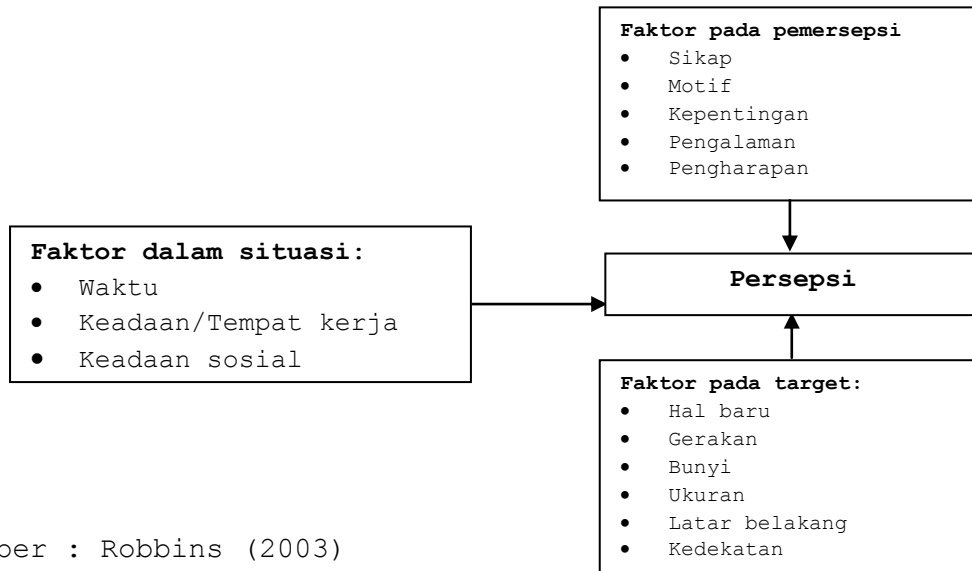 Faktor pada pemersepsi
• Sikap
• Motif
• Kepentingan
• Pengalaman
• Pengharapan
Faktor dalam situasi:
• Waktu
• Keadaan/Tempat kerja
• Keadaan sosial
Persepsi
Faktor pada target:
• Hal baru
• Gerakan
• Bunyi
• Ukuran
• Latar belakang
• Kedekatan
ber : Robbins (2003)